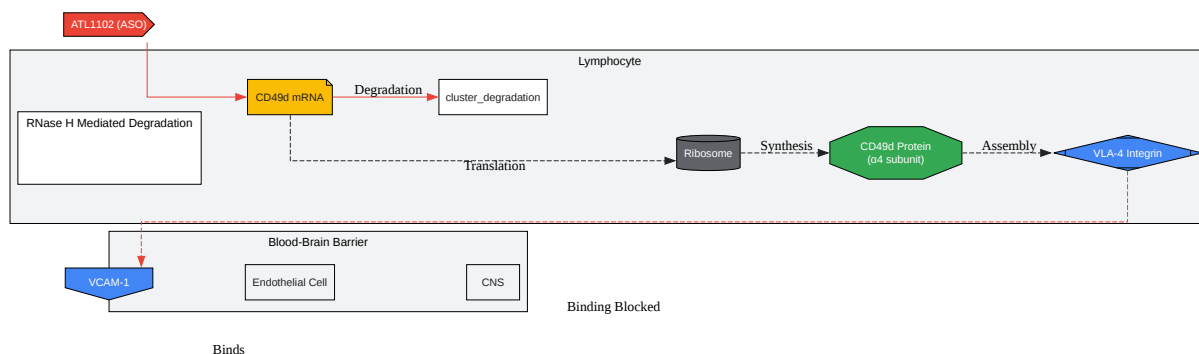 ATL1102 (ASO)
Lymphocyte
CD49d mRNA
Degradation
cluster_degradation
RNase H Mediated Degradation
Translation
Ribosome
Synthesis
CD49d Protein
(α4 subunit)
Assembly
VLA-4 Integrin
Blood-Brain Barrier
VCAM-1
Endothelial Cell
CNS
Binding Blocked
Binds